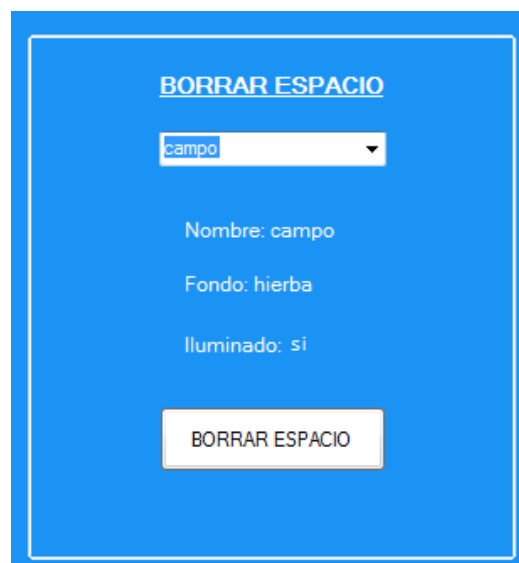 BORRAR ESPACIO
campo
Nombre: campo
Fondo: hierba
Iluminado: si
BORRAR ESPACIO